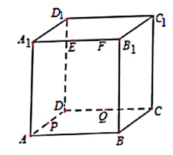 D₁ C₁
A₁ E F B₁
D Q C
P
A B